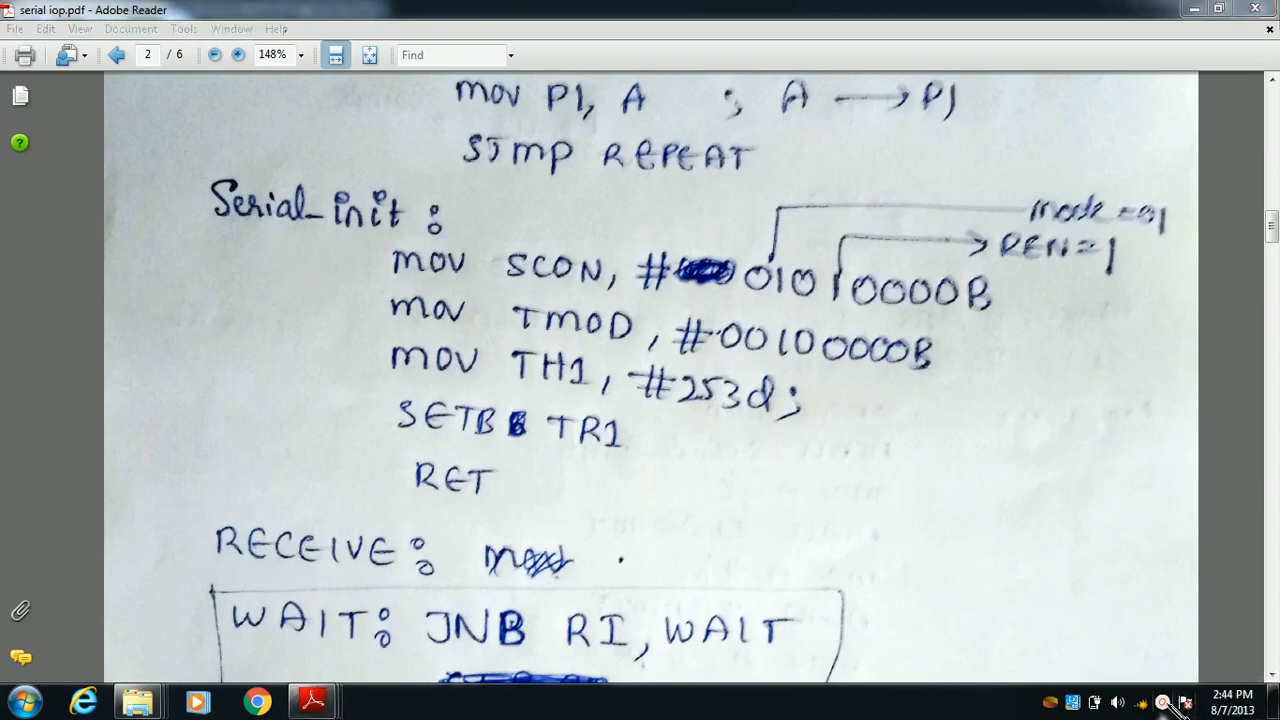 serial iop.pdf - Adobe Reader
File Edit View Document Tools Window Help
2 / 6 148% Find
mov P1, A ; A → P1
SJmp REPEAT
Serial-init :
mode = 01
REN = 1
mov SCON, # 01010000B
mov TMOD, #00100000B
mov TH1, #253d;
SETB TR1
RET
RECEIVE:
WAIT: JNB RI, WAIT
2:44 PM
8/7/2013